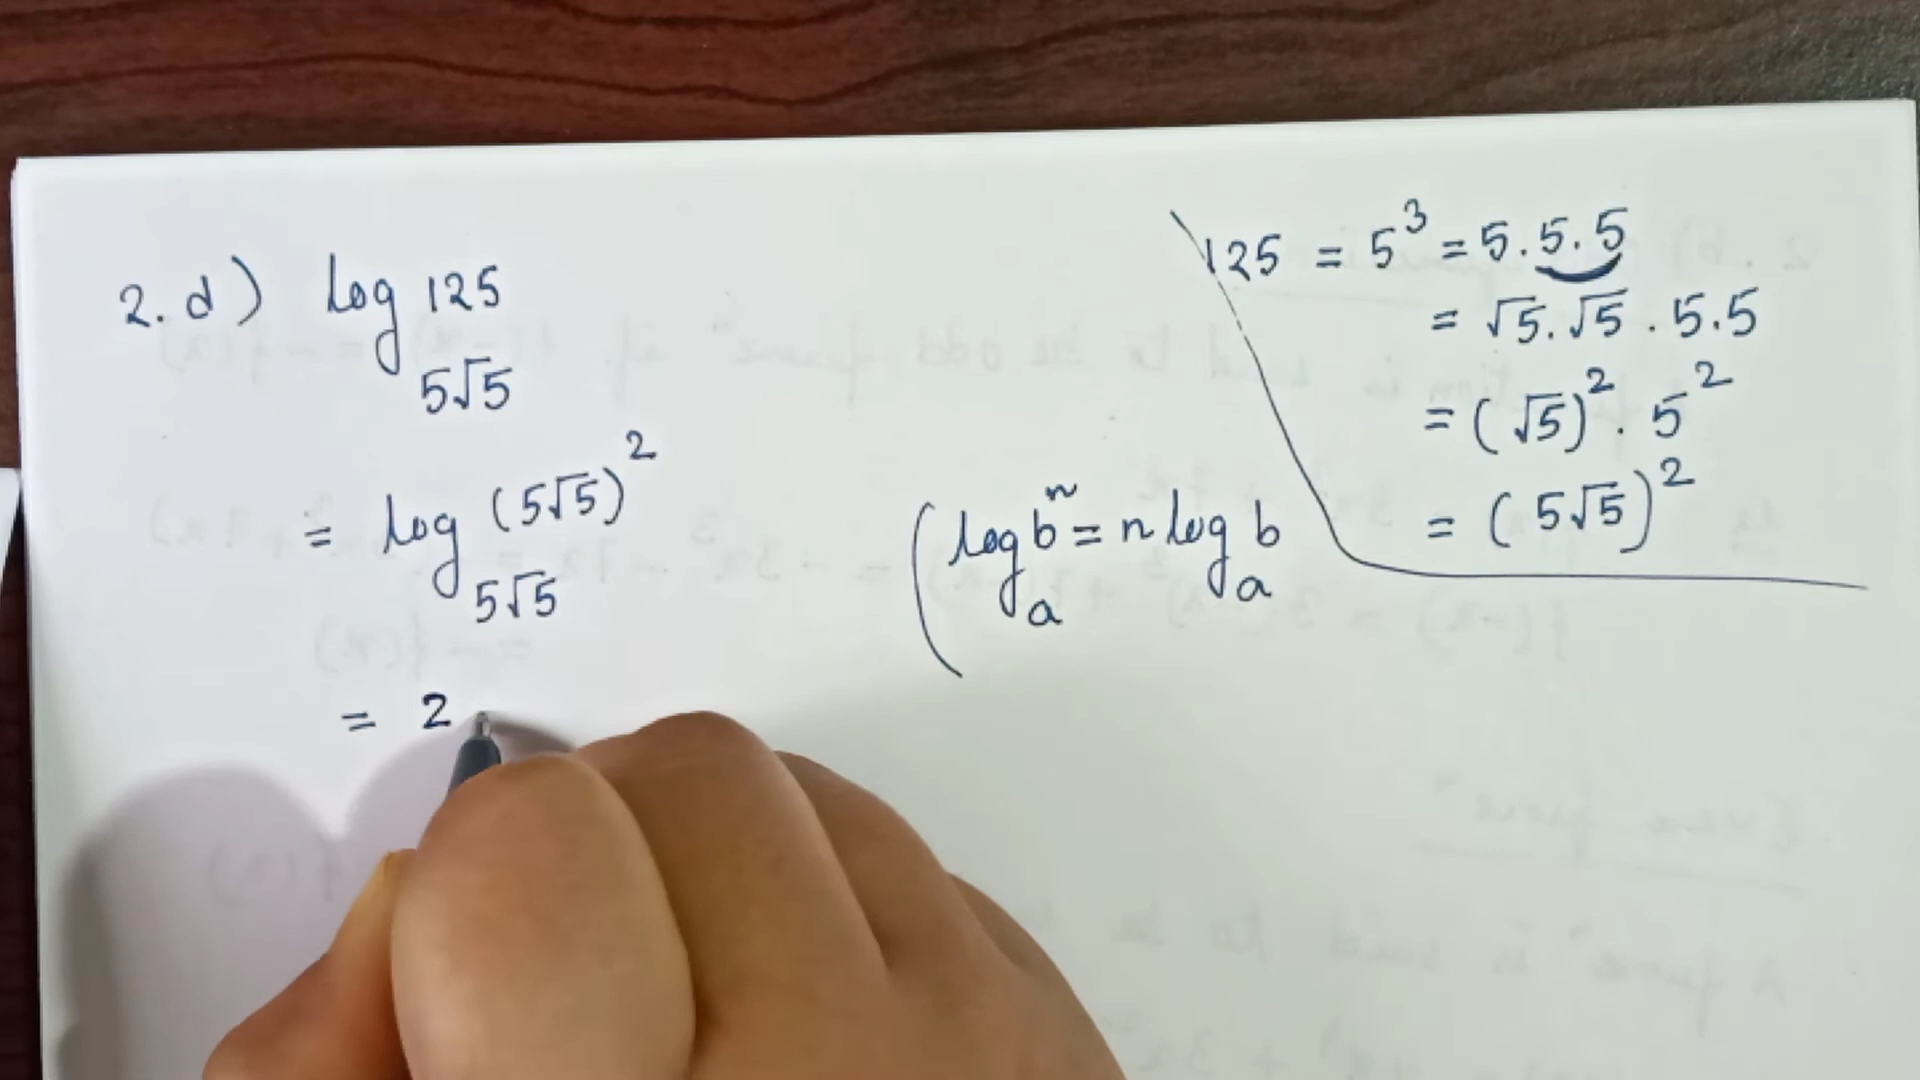 2. d) log 125
5√5
= log (5√5)²
5√5
= 2
(log bⁿ = n log b
a a
125 = 5³ = 5.5.5
= √5.√5.5.5
= (√5)².5²
= (5√5)²